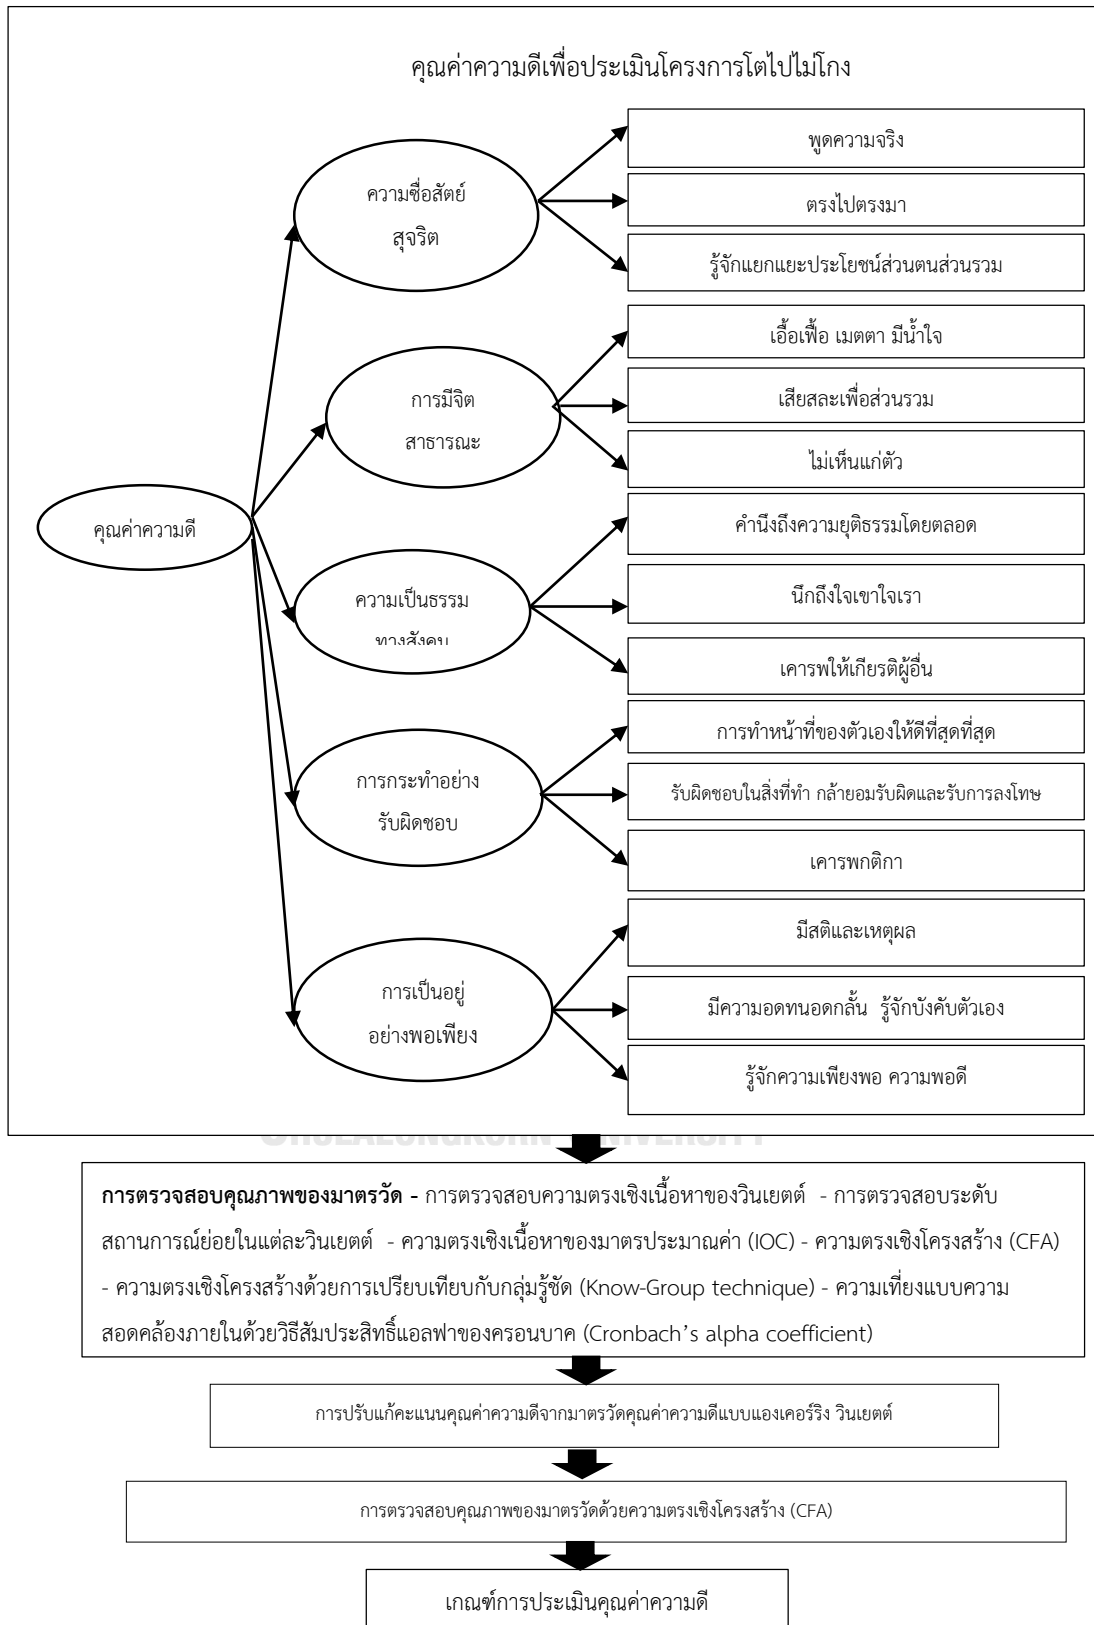 คุณค่าความดีเพื่อประเมินโครงการโตไปไม่โกง
พูดความจริง
ความซื่อสัตย์
สุจริต
ตรงไปตรงมา
รู้จักแยกแยะประโยชน์ส่วนตนส่วนรวม
เอื้อเฟื้อ เมตตา มีน้ำใจ
การมีจิต
สาธารณะ
เสียสละเพื่อส่วนรวม
ไม่เห็นแก่ตัว
คุณค่าความดี
คำนึงถึงความยุติธรรมโดยตลอด
ความเป็นธรรม
ทางสังคม
นึกถึงใจเขาใจเรา
เคารพให้เกียรติผู้อื่น
การทำหน้าที่ของตัวเองให้ดีที่สุดที่สุด
การกระทำอย่าง
รับผิดชอบ
รับผิดชอบในสิ่งที่ทำ กล้ายอมรับผิดและรับการลงโทษ
เคารพกติกา
มีสติและเหตุผล
การเป็นอยู่
อย่างพอเพียง
มีความอดทนอดกลั้น รู้จักบังคับตัวเอง
รู้จักความเพียงพอ ความพอดี
CHULALONGKORN UNIVERSITY
การตรวจสอบคุณภาพของมาตรวัด - การตรวจสอบความตรงเชิงเนื้อหาของวินเยตต์ - การตรวจสอบระดับ
สถานการณ์ย่อยในแต่ละวินเยตต์ - ความตรงเชิงเนื้อหาของมาตรประมาณค่า (IOC) - ความตรงเชิงโครงสร้าง (CFA)
- ความตรงเชิงโครงสร้างด้วยการเปรียบเทียบกับกลุ่มรู้ชัด (Know-Group technique) - ความเที่ยงแบบความ
สอดคล้องภายในด้วยวิธีสัมประสิทธิ์แอลฟาของครอนบาค (Cronbach's alpha coefficient)
การปรับแก้คะแนนคุณค่าความดีจากมาตรวัดคุณค่าความดีแบบแองเคอร์ริง วินเยตต์
การตรวจสอบคุณภาพของมาตรวัดด้วยความตรงเชิงโครงสร้าง (CFA)
เกณฑ์การประเมินคุณค่าความดี